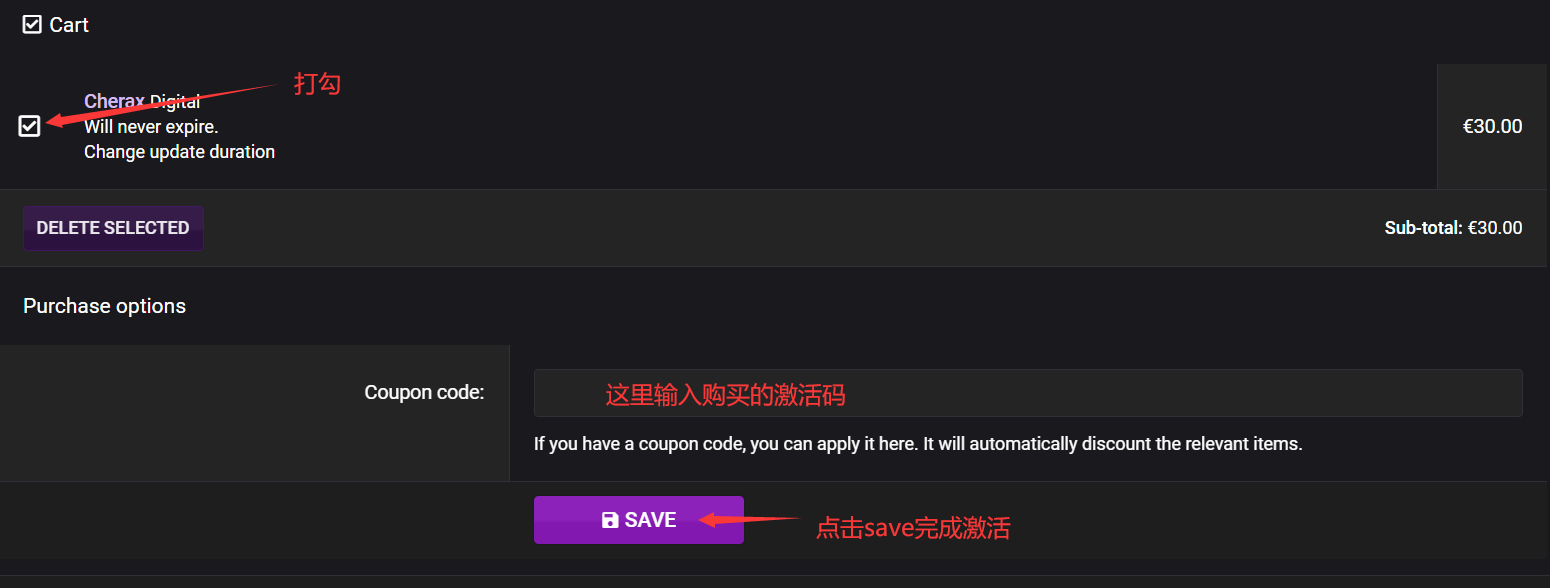 Cart
打勾
Cherax Digital
Will never expire.
Change update duration
€30.00
DELETE SELECTED
Sub-total: €30.00
Purchase options
Coupon code:
这里输入购买的激活码
If you have a coupon code, you can apply it here. It will automatically discount the relevant items.
SAVE
点击save完成激活